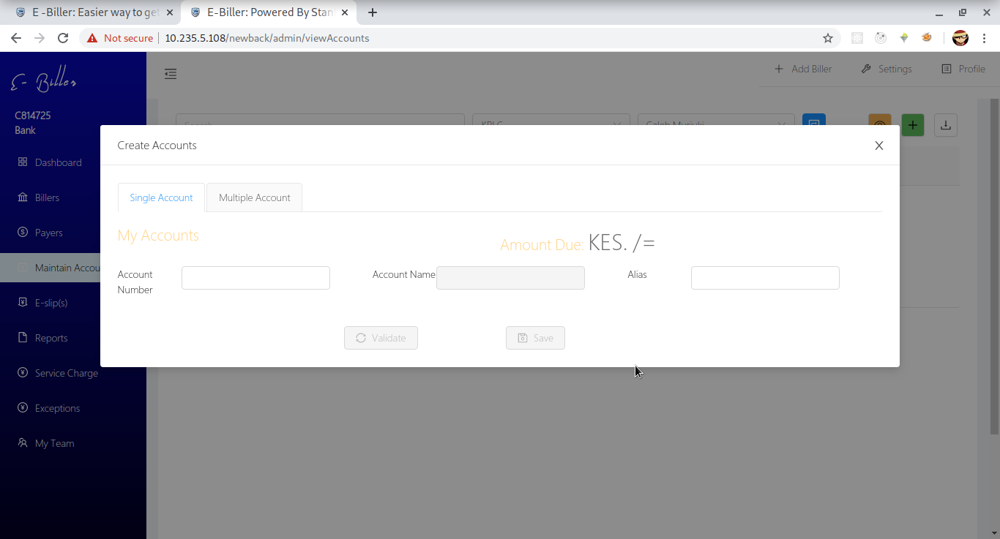 E -Biller: Easier way to get
E-Biller: Powered By Stan
Not secure
10.235.5.108/newback/admin/viewAccounts
E- Biller
Add Biller
Settings
Profile
C814725
Bank
Search
KPLC
Caleb Muriuki
Create Accounts
Dashboard
Billers
Payers
Maintain Accou
E-slip(s)
Reports
Service Charge
Exceptions
My Team
Single Account
Multiple Account
My Accounts
Amount Due: KES. /=
Account
Number
Account Name
Alias
Validate
Save